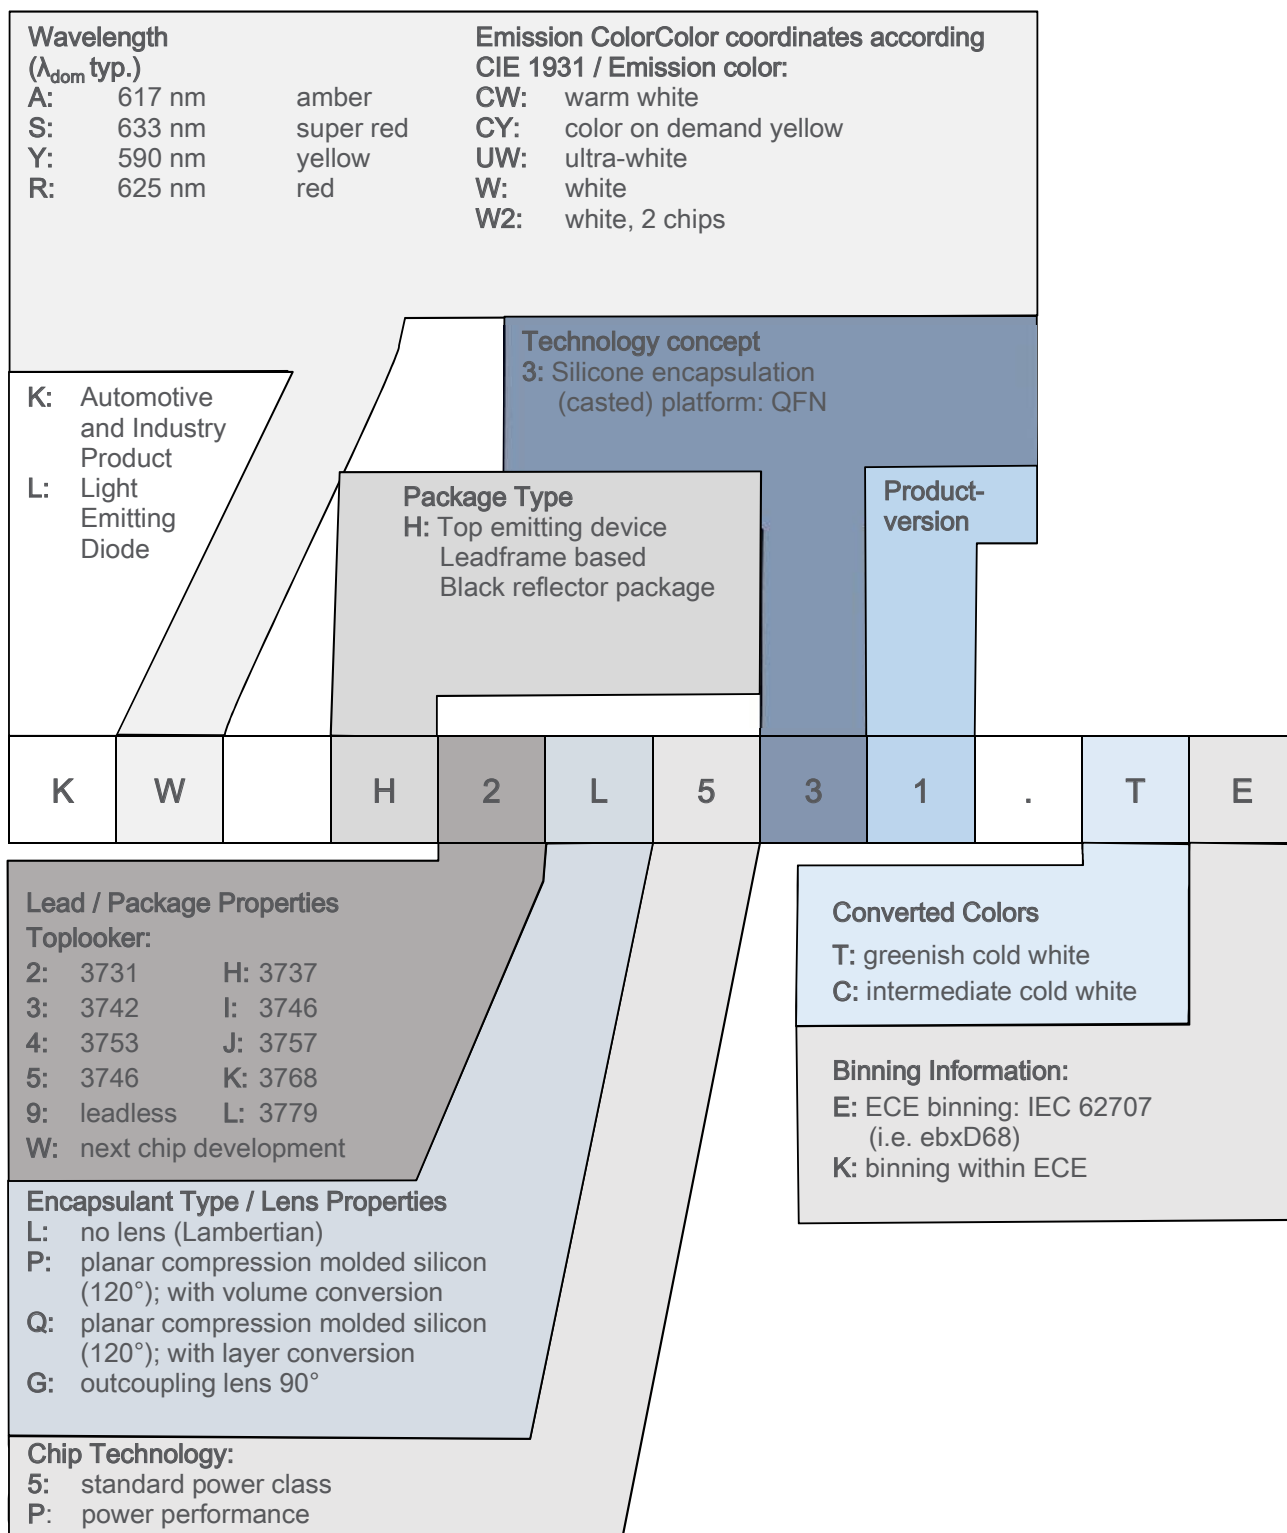 Wavelength
(λdom typ.)
A: 617 nm amber
S: 633 nm super red
Y: 590 nm yellow
R: 625 nm red
Emission ColorColor coordinates according
CIE 1931 / Emission color:
CW: warm white
CY: color on demand yellow
UW: ultra-white
W: white
W2: white, 2 chips
Technology concept
3: Silicone encapsulation
(casted) platform: QFN
K: Automotive
and Industry
Product
L: Light
Emitting
Diode
Package Type
H: Top emitting device
Leadframe based
Black reflector package
Product-
version
K W H 2 L 5 3 1 . T E
Lead / Package Properties
Toplooker:
2: 3731 H: 3737
3: 3742 I: 3746
4: 3753 J: 3757
5: 3746 K: 3768
9: leadless L: 3779
W: next chip development
Converted Colors
T: greenish cold white
C: intermediate cold white
Binning Information:
E: ECE binning: IEC 62707
(i.e. ebxD68)
K: binning within ECE
Encapsulant Type / Lens Properties
L: no lens (Lambertian)
P: planar compression molded silicon
(120°); with volume conversion
Q: planar compression molded silicon
(120°); with layer conversion
G: outcoupling lens 90°
Chip Technology:
5: standard power class
P: power performance